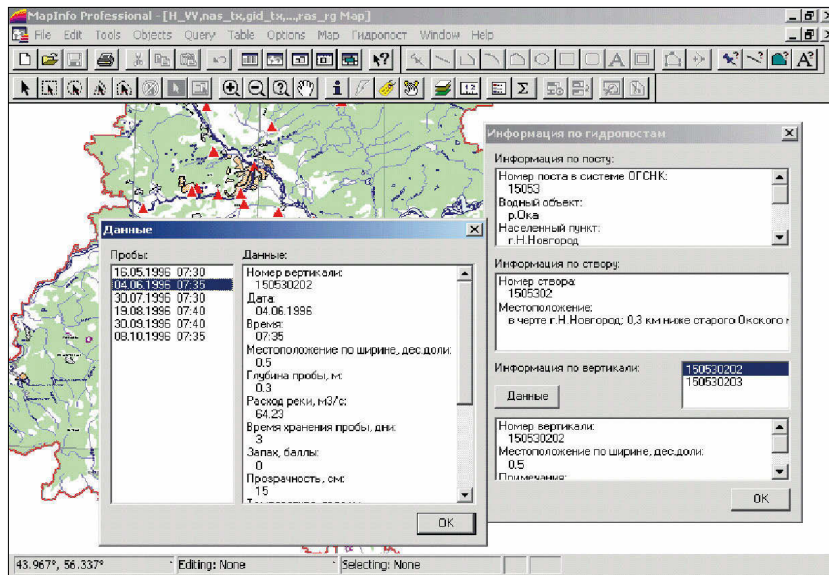 MapInfo Professional - [H_VV,nas_tx,gid_tx,...,ras_rg Map]
File Edit Tools Objects Query Table Options Map Гидропост Window Help
Информация по гидропостам
Информация по посту:
Номер поста в системе ОГСНК:
15053
Водный объект:
р.Ока
Населенный пункт:
г.Н.Новгород
Информация по створу:
Номер створа:
1505302
Местоположение:
в черте г.Н.Новгород; 0,3 км ниже старого Окского
Информация по вертикали:
150530202
150530203
Данные
Номер вертикали:
150530202
Местоположение по ширине, дес.доли:
0.5
Примечания:
OK
Данные
Пробы:
16.05.1996 07:30
04.06.1996 07:35
30.07.1996 07:30
19.08.1996 07:40
30.09.1996 07:40
08.10.1996 07:35
Данные:
Номер вертикали:
150530202
Дата:
04.06.1996
Время:
07:35
Местоположение по ширине, дес.доли:
0.5
Глубина пробы, м:
0.3
Расход реки, м3/с:
64.23
Время хранения пробы, дни:
3
Запах, баллы:
0
Прозрачность, см:
15
OK
43.967°, 56.337°
Editing: None
Selecting: None